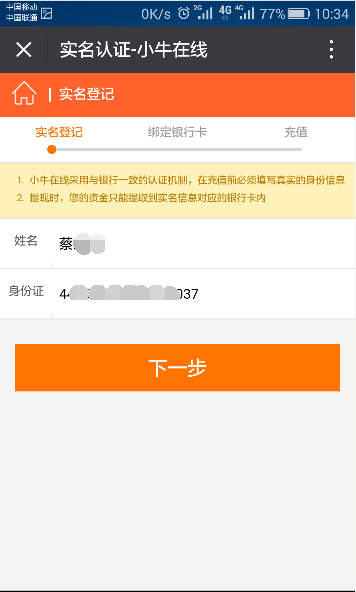 中国移动
中国联通
0K/s 2G 4G 4G 77% 10:34
实名认证-小牛在线
实名登记
实名登记 绑定银行卡 充值
1. 小牛在线采用与银行一致的认证机制，在充值前必须填写真实的身份信息
2. 提现时，您的资金只能提取到实名信息对应的银行卡内
姓名 蔡
身份证 44 037
下一步